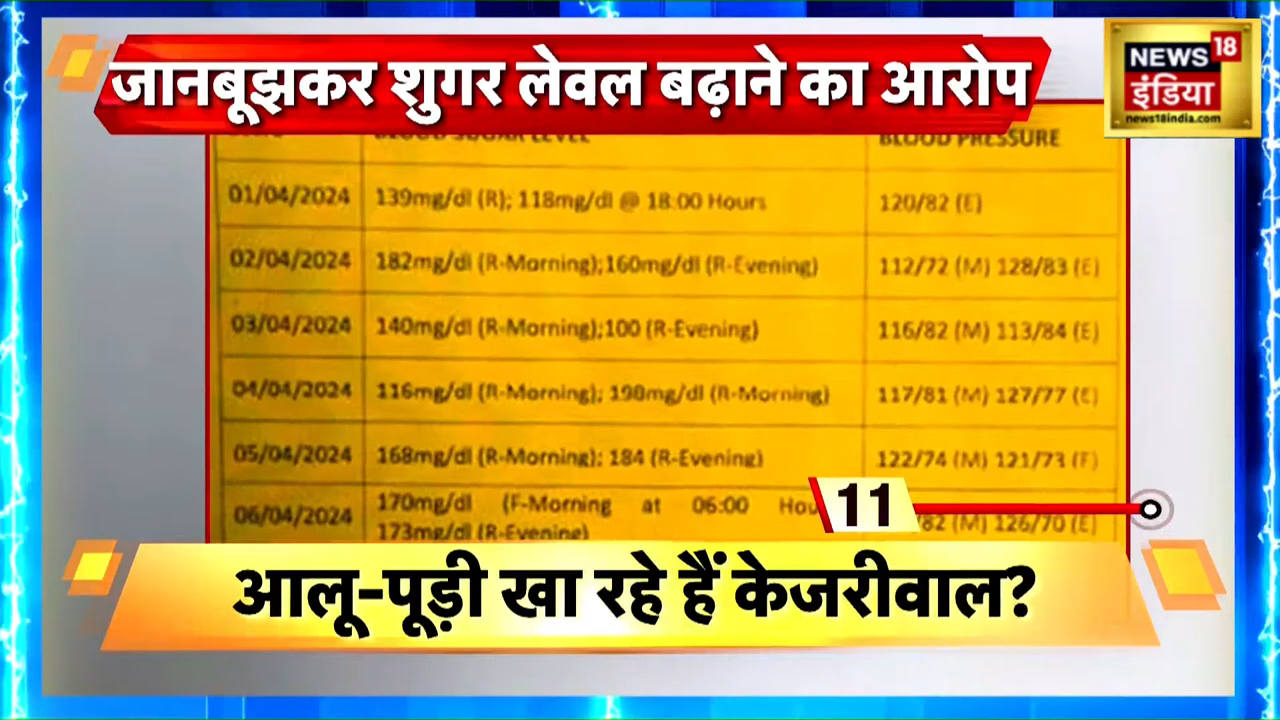 जानबूझकर शुगर लेवल बढ़ाने का आरोप
NEWS 18
इंडिया
news18india.com
BLOOD SUGAR LEVEL BLOOD PRESSURE
01/04/2024 139mg/dl (R); 118mg/dl @ 18:00 Hours 120/82 (E)
02/04/2024 182mg/dl (R-Morning);160mg/dl (R-Evening) 112/72 (M) 128/83 (E)
03/04/2024 140mg/dl (R-Morning);100 (R-Evening) 116/82 (M) 113/84 (E)
04/04/2024 116mg/dl (R-Morning); 198mg/dl (R-Morning) 117/81 (M) 127/77 (E)
05/04/2024 168mg/dl (R-Morning); 184 (R-Evening) 122/74 (M) 121/73 (E)
06/04/2024 170mg/dl (F-Morning at 06:00 82 (M) 126/70 (E)
173mg/dl (R-Evening)
11
आलू-पूड़ी खा रहे हैं केजरीवाल?